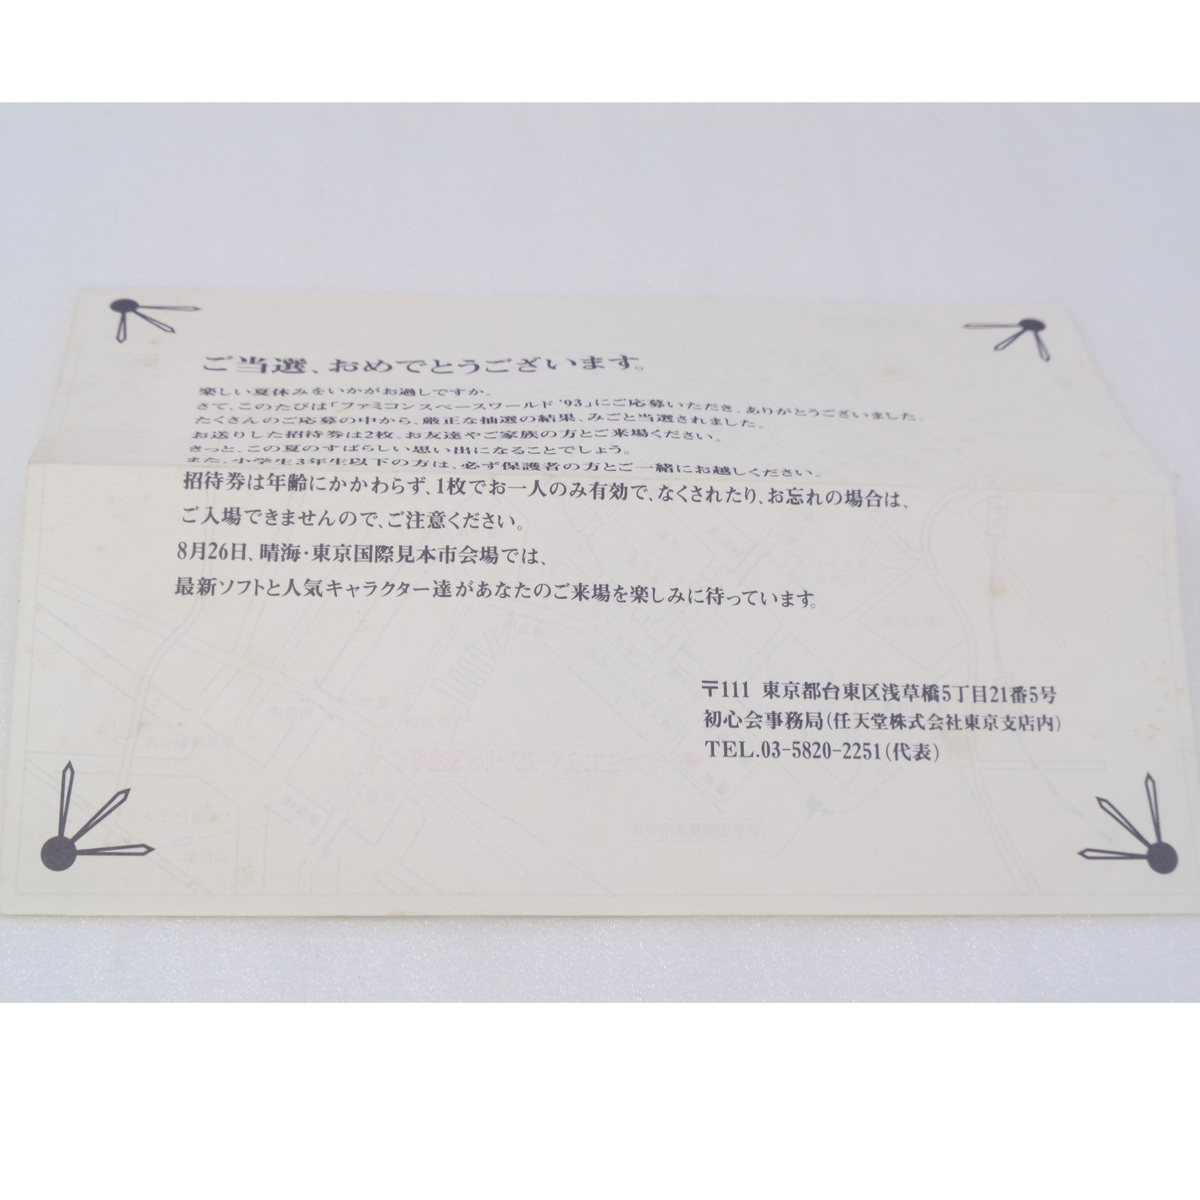 ご当選、おめでとうございます。
楽しい夏休みをいかがお過しですか。
さて、このたびは「ファミコンスペースワールド'93」にご応募いただき、ありがとうございました。
たくさんのご応募の中から、厳正な抽選の結果、みごと当選されました。
お送りした招待券は2枚。お友達やご家族の方とご来場ください。
きっと、この夏のすばらしい思い出になることでしょう。
また、小学生3年生以下の方は、必ず保護者の方とご一緒にお越しください。
招待券は年齢にかかわらず、1枚でお一人のみ有効で、なくされたり、お忘れの場合は、
ご入場できませんので、ご注意ください。
8月26日、晴海・東京国際見本市会場では、
最新ソフトと人気キャラクター達があなたのご来場を楽しみに待っています。
〒111 東京都台東区浅草橋5丁目21番5号
初心会事務局(任天堂株式会社東京支店内)
TEL.03-5820-2251(代表)